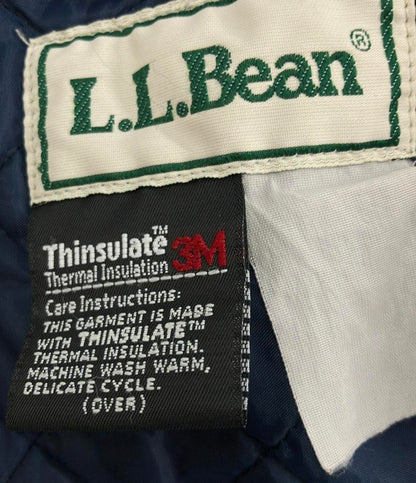 L.L.Bean®
Thinsulate™ 3M
Thermal Insulation
Care Instructions:
THIS GARMENT IS MADE
WITH THINSULATE™
THERMAL INSULATION.
MACHINE WASH WARM,
DELICATE CYCLE.
(OVER)